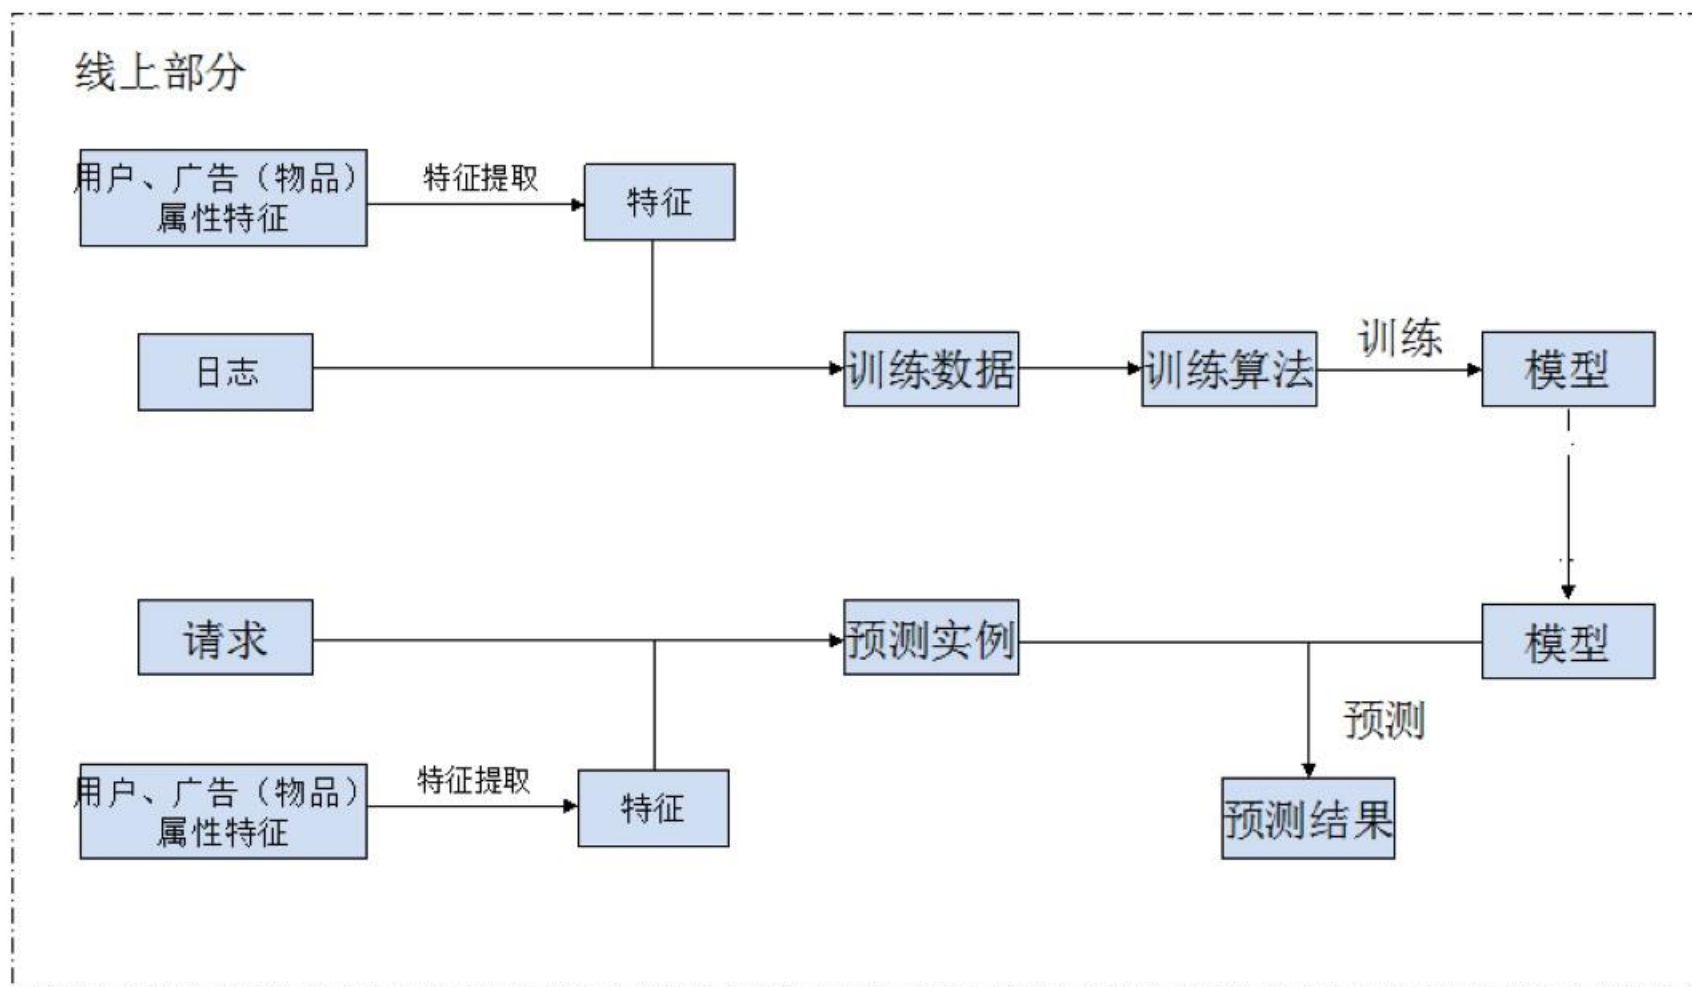 线上部分
用户、广告（物品）
属性特征
特征提取
特征
日志
训练数据
训练算法
训练
模型
请求
预测实例
模型
预测
用户、广告（物品）
属性特征
特征提取
特征
预测结果